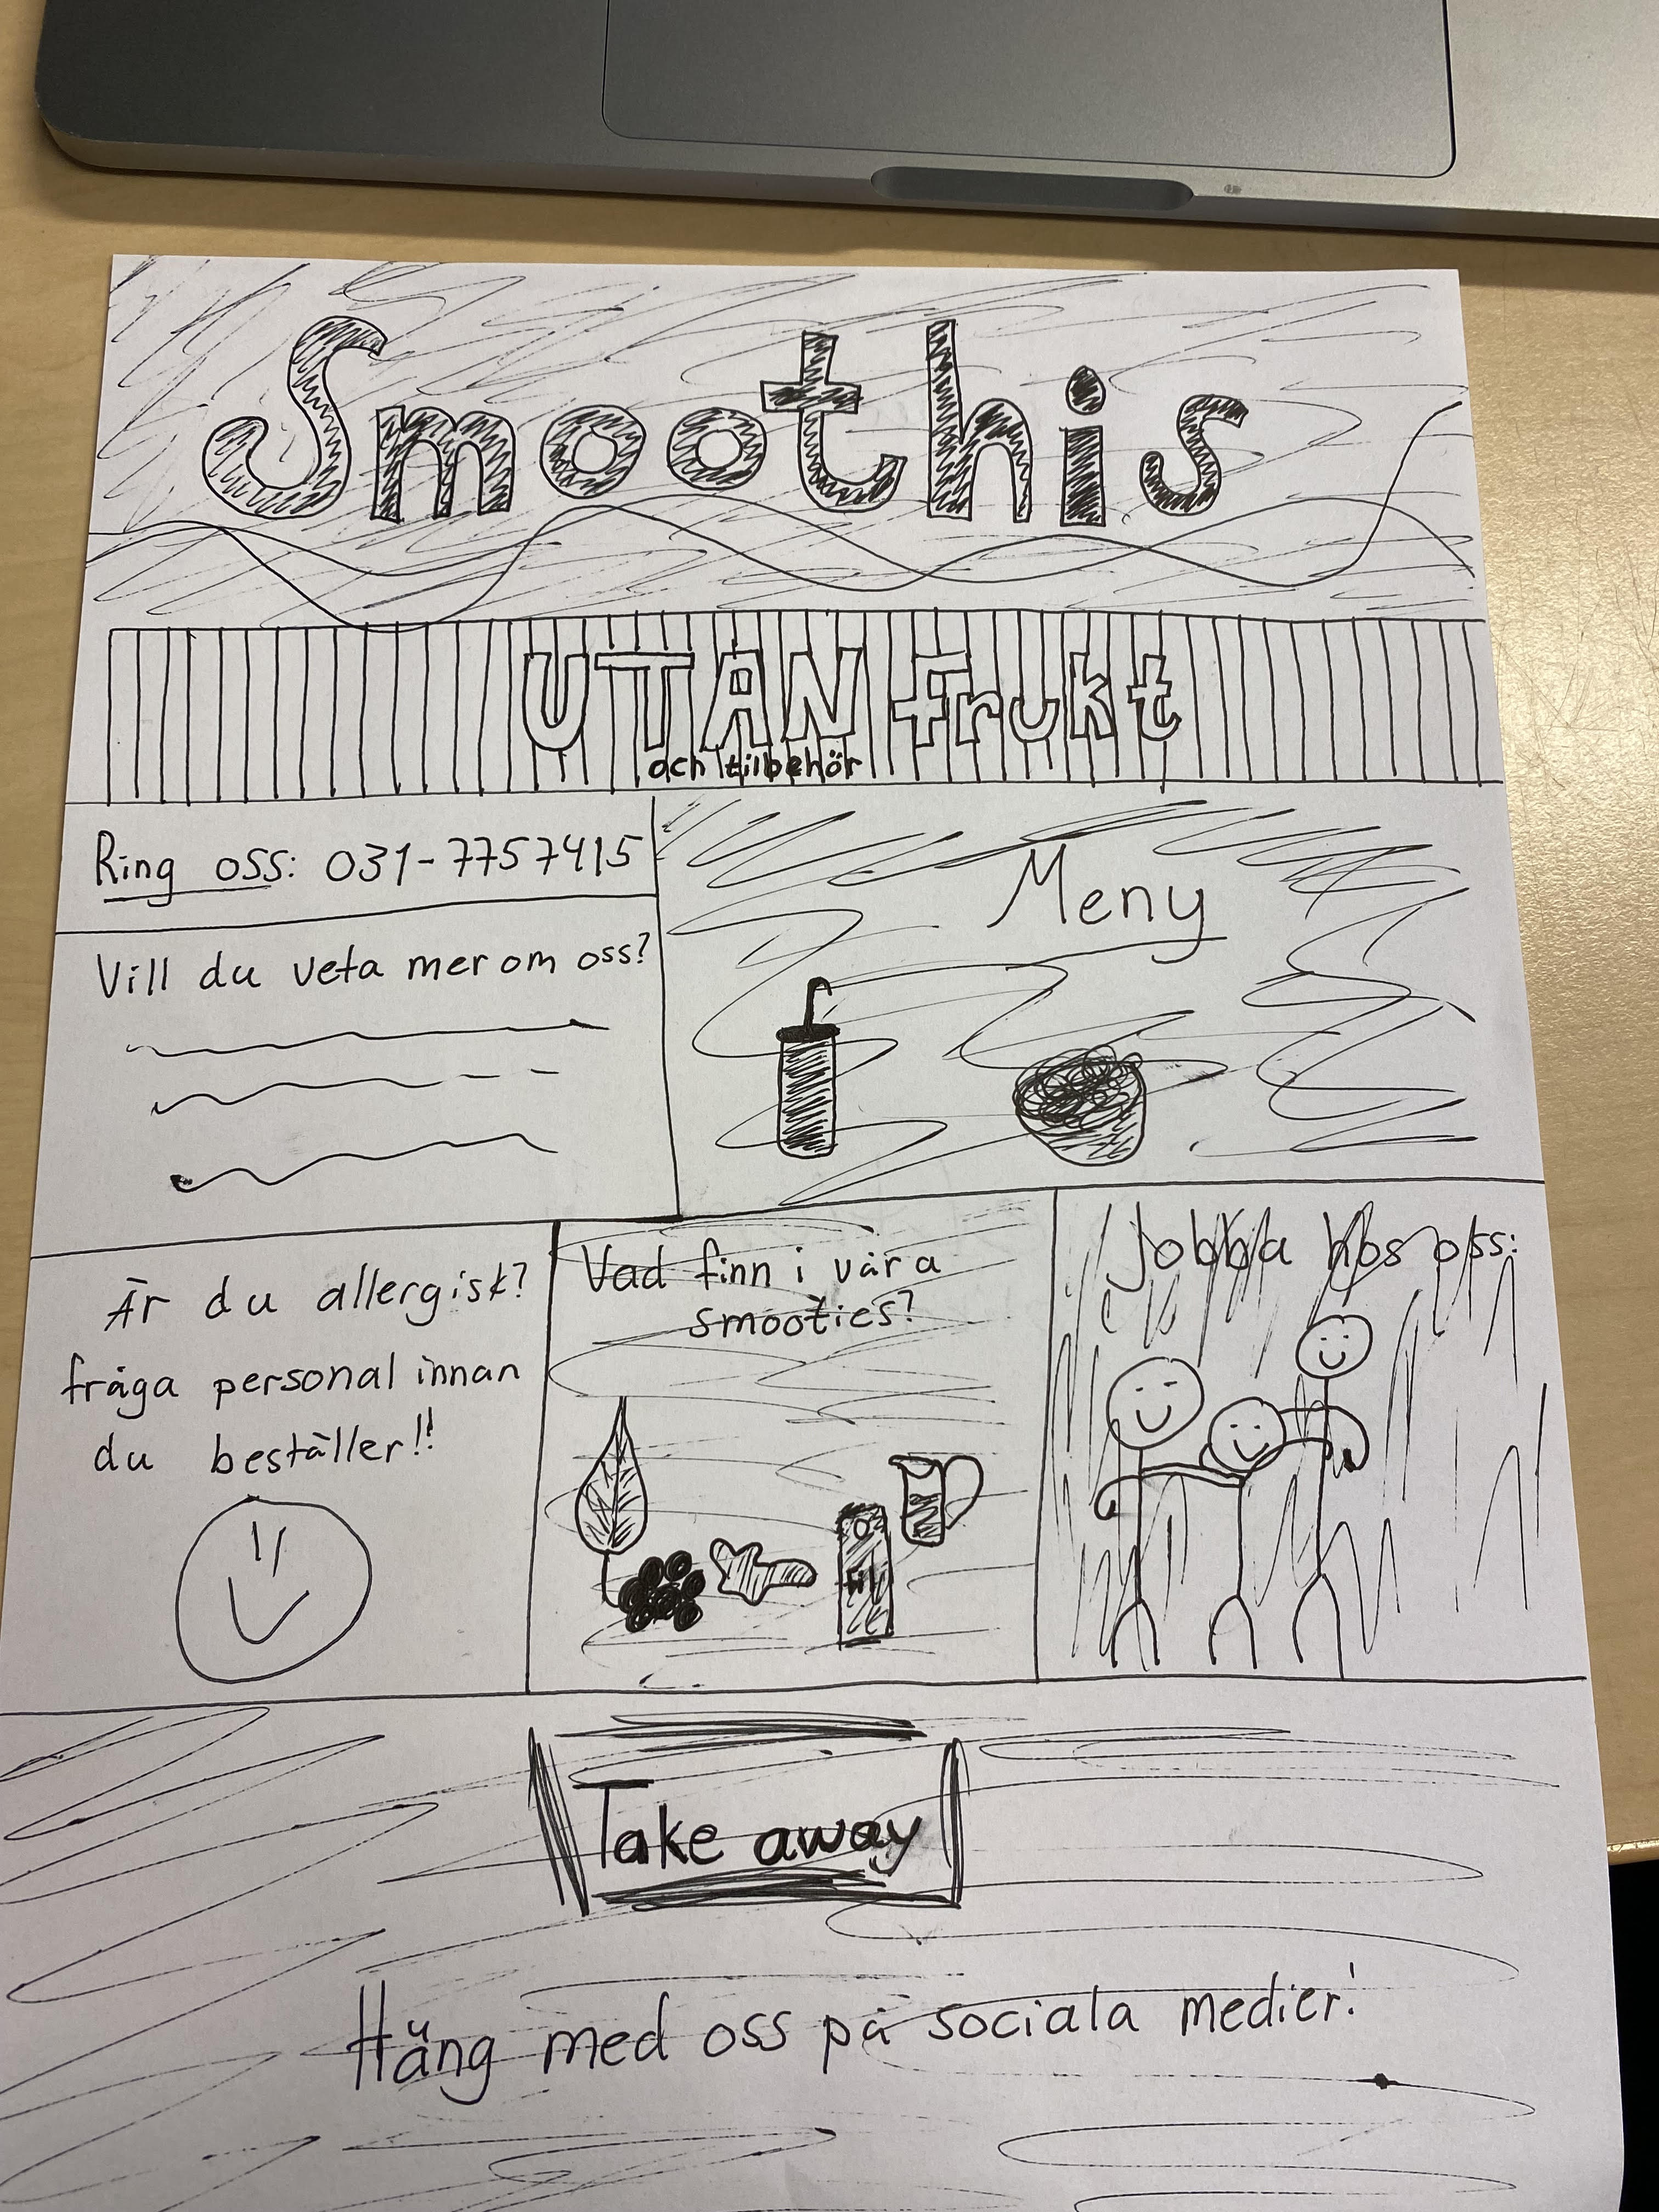 Smoothis
UTAN frukt
och tilbehör
Ring oss: 031-7757415
Meny
Vill du veta mer om oss?
Är du allergisk?
fråga personal innan
du beställer!!
Vad finn i våra
smooties?
Fil
Jobba hos oss:
Take away
Häng med oss på sociala medier!